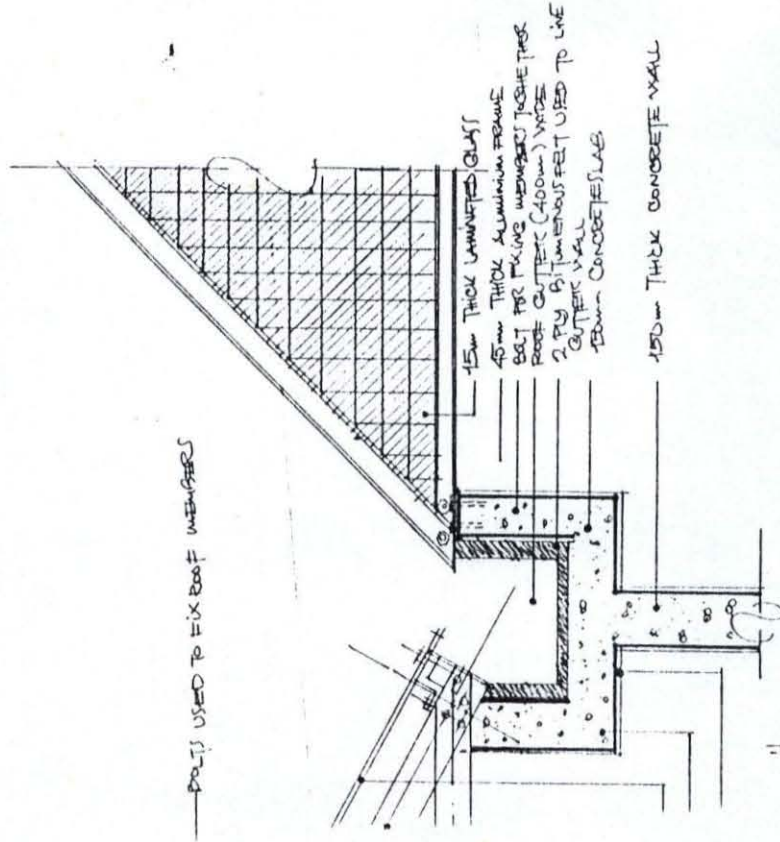 BOLTS USED TO FIX ROOF MEMBERS
15mm THICK LAMINATED GLASS
45mm THICK ALUMINIUM FRAME
BOLT FOR FIXING MEMBERS TOGETHER
ROOF GUTTER (400mm) WIDE
2 PLY BITUMENOUS FELT USED TO LINE
GUTTER WALL
150mm CONCRETE SLAB
150mm THICK CONCRETE WALL